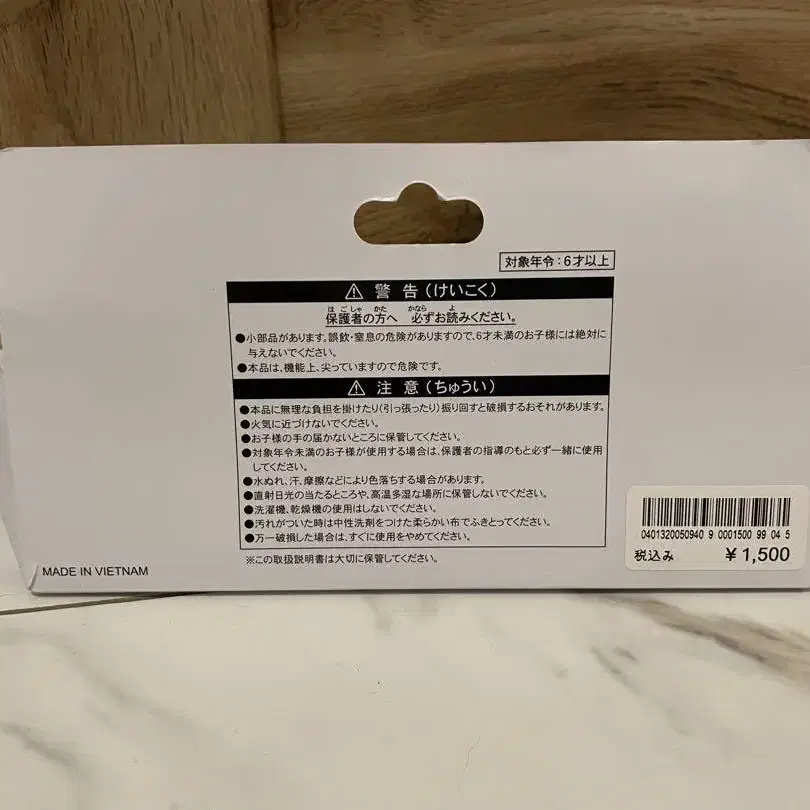 対象年令:6才以上
⚠ 警 告(けいこく)
ほごしゃ かた かなら よ
保護者の方へ 必ずお読みください。
●小部品があります。誤飲・窒息の危険がありますので、6才未満のお子様には絶対に
与えないでください。
●本品は、機能上、尖っていますので危険です。
⚠ 注 意(ちゅうい)
●本品に無理な負担を掛けたり(引っ張ったり)振り回すと破損するおそれがあります。
●火気に近づけないでください。
●お子様の手の届かないところに保管してください。
●対象年令未満のお子様が使用する場合は、保護者の指導のもと必ず一緒に使用
してください。
●水ぬれ、汗、摩擦などにより色落ちする場合があります。
●直射日光の当たるところや、高温多湿な場所に保管しないでください。
●洗濯機、乾燥機の使用はしないでください。
●汚れがついた時は中性洗剤をつけた柔らかい布でふきとってください。
●万一破損した場合は、すぐに使用をやめてください。
※この取扱説明書は大切に保管してください。
MADE IN VIETNAM
0401320050940 9 0001500 99 04 5
税込み ¥1,500